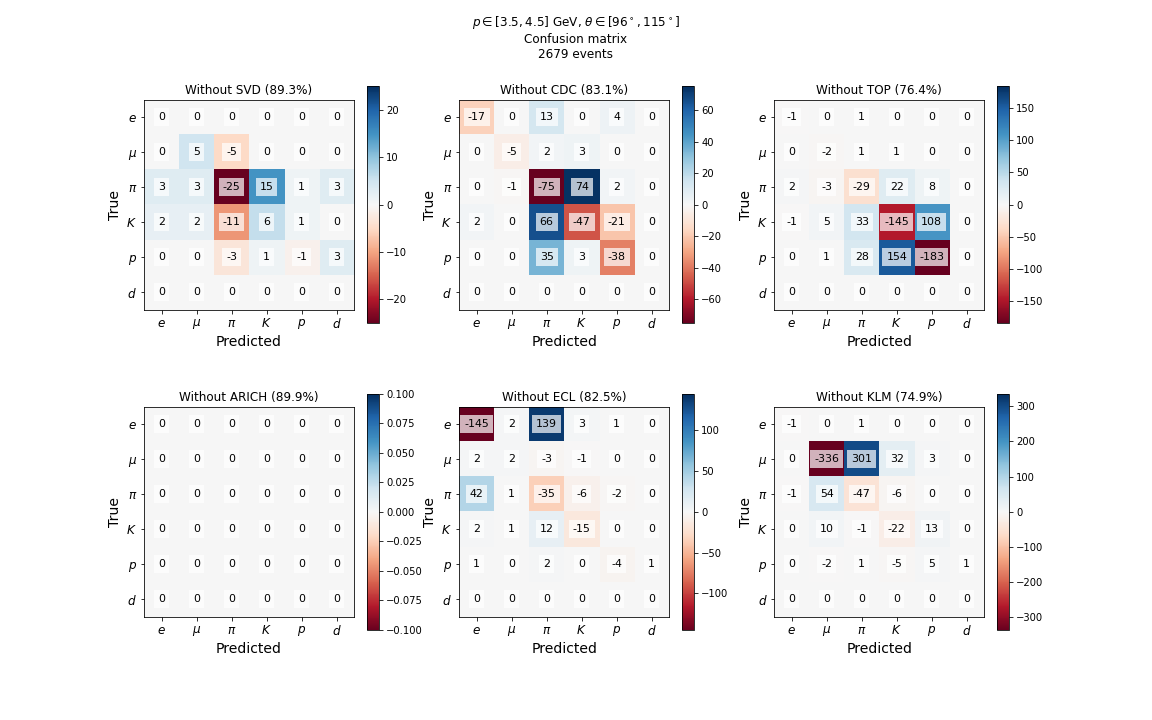 p ∈ [3.5, 4.5] GeV, θ ∈ [96°, 115°]
Confusion matrix
2679 events
Without SVD (89.3%)
e 0 0 0 0 0 0
μ 0 5 -5 0 0 0
π 3 3 -25 15 1 3
K 2 2 -11 6 1 0
p 0 0 -3 1 -1 3
d 0 0 0 0 0 0
e μ π K p d
True
Predicted
20
10
0
−10
−20
Without CDC (83.1%)
e -17 0 13 0 4 0
μ 0 -5 2 3 0 0
π 0 -1 -75 74 2 0
K 2 0 66 -47 -21 0
p 0 0 35 3 -38 0
d 0 0 0 0 0 0
e μ π K p d
True
Predicted
60
40
20
0
−20
−40
−60
Without TOP (76.4%)
e -1 0 1 0 0 0
μ 0 -2 1 1 0 0
π 2 -3 -29 22 8 0
K -1 5 33 -145 108 0
p 0 1 28 154 -183 0
d 0 0 0 0 0 0
e μ π K p d
True
Predicted
150
100
50
0
−50
−100
−150
Without ARICH (89.9%)
e 0 0 0 0 0 0
μ 0 0 0 0 0 0
π 0 0 0 0 0 0
K 0 0 0 0 0 0
p 0 0 0 0 0 0
d 0 0 0 0 0 0
e μ π K p d
True
Predicted
0.100
0.075
0.050
0.025
0.000
−0.025
−0.050
−0.075
−0.100
Without ECL (82.5%)
e -145 2 139 3 1 0
μ 2 2 -3 -1 0 0
π 42 1 -35 -6 -2 0
K 2 1 12 -15 0 0
p 1 0 2 0 -4 1
d 0 0 0 0 0 0
e μ π K p d
True
Predicted
100
50
0
−50
−100
Without KLM (74.9%)
e -1 0 1 0 0 0
μ 0 -336 301 32 3 0
π -1 54 -47 -6 0 0
K 0 10 -1 -22 13 0
p 0 -2 1 -5 5 1
d 0 0 0 0 0 0
e μ π K p d
True
Predicted
300
200
100
0
−100
−200
−300